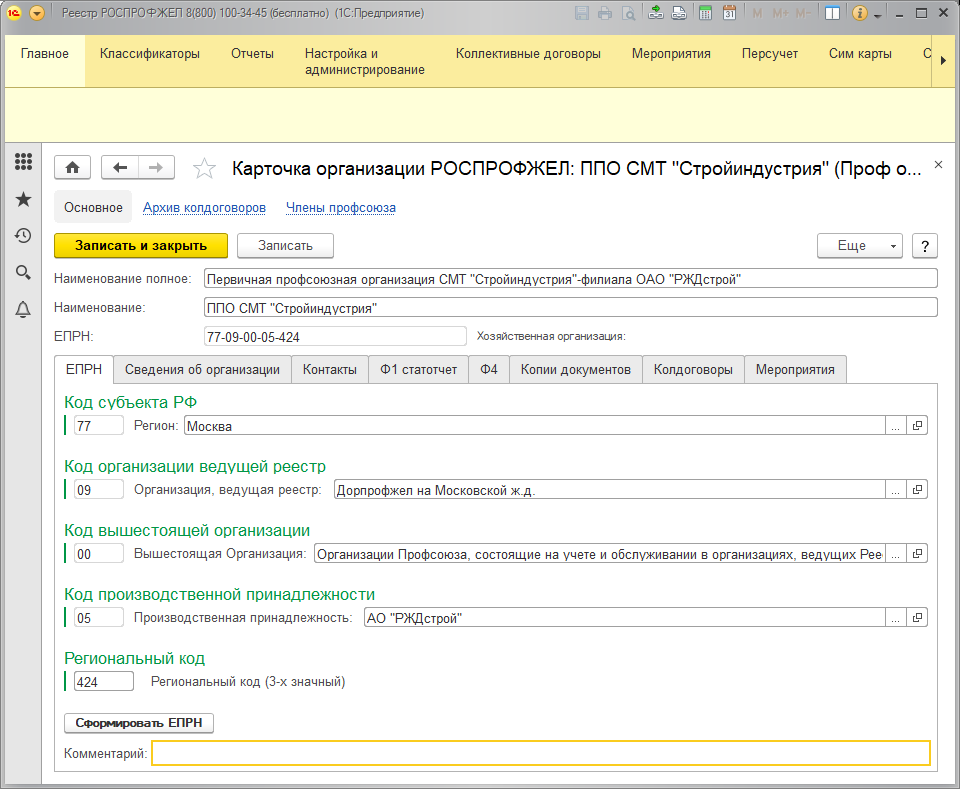 Реестр РОСПРОФЖЕЛ 8(800) 100-34-45 (бесплатно) (1С:Предприятие)
M M+ M-
Главное Классификаторы Отчеты Настройка и администрирование Коллективные договоры Мероприятия Персучет Сим карты С
Карточка организации РОСПРОФЖЕЛ: ППО СМТ "Стройиндустрия" (Проф о...
Основное Архив колдоговоров Члены профсоюза
Записать и закрыть Записать Еще ?
Наименование полное: Первичная профсоюзная организация СМТ "Стройиндустрия"-филиала ОАО "РЖДстрой"
Наименование: ППО СМТ "Стройиндустрия"
ЕПРН: 77-09-00-05-424 Хозяйственная организация:
ЕПРН Сведения об организации Контакты Ф1 статотчет Ф4 Копии документов Колдоговоры Мероприятия
Код субъекта РФ
77 Регион: Москва ...
Код организации ведущей реестр
09 Организация, ведущая реестр: Дорпрофжел на Московской ж.д. ...
Код вышестоящей организации
00 Вышестоящая Организация: Организации Профсоюза, состоящие на учете и обслуживании в организациях, ведущих Рее ...
Код производственной принадлежности
05 Производственная принадлежность: АО "РЖДстрой" ...
Региональный код
424 Региональный код (3-х значный)
Сформировать ЕПРН
Комментарий: